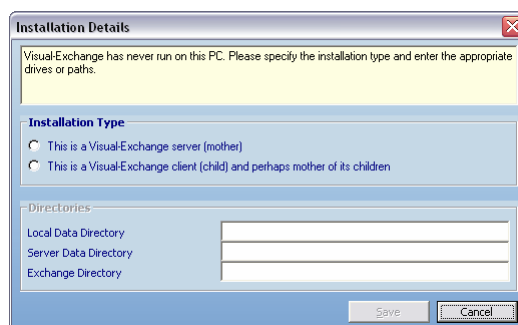 Installation Details
Visual-Exchange has never run on this PC. Please specify the installation type and enter the appropriate
drives or paths.
Installation Type
This is a Visual-Exchange server (mother)
This is a Visual-Exchange client (child) and perhaps mother of its children
Directories
Local Data Directory
Server Data Directory
Exchange Directory
Save
Cancel